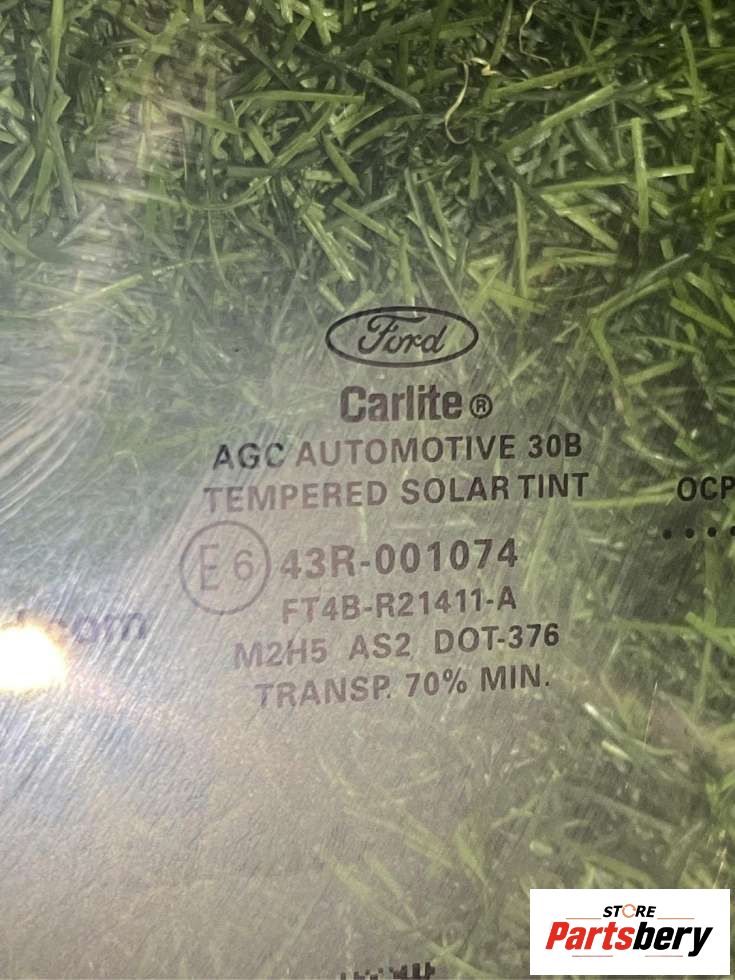 Ford
Carlite®
AGC AUTOMOTIVE 30B
TEMPERED SOLAR TINT
OCP
E6 43R-001074
FT4B-R21411-A
M2H5 AS2 DOT-376
TRANSP. 70% MIN.
STORE
Partsbery